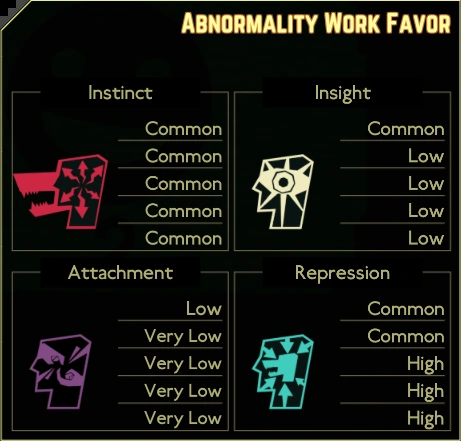 Abnormality Work Favor
Instinct
Common
Common
Common
Common
Common
Insight
Common
Low
Low
Low
Low
Attachment
Low
Very Low
Very Low
Very Low
Very Low
Repression
Common
Common
High
High
High